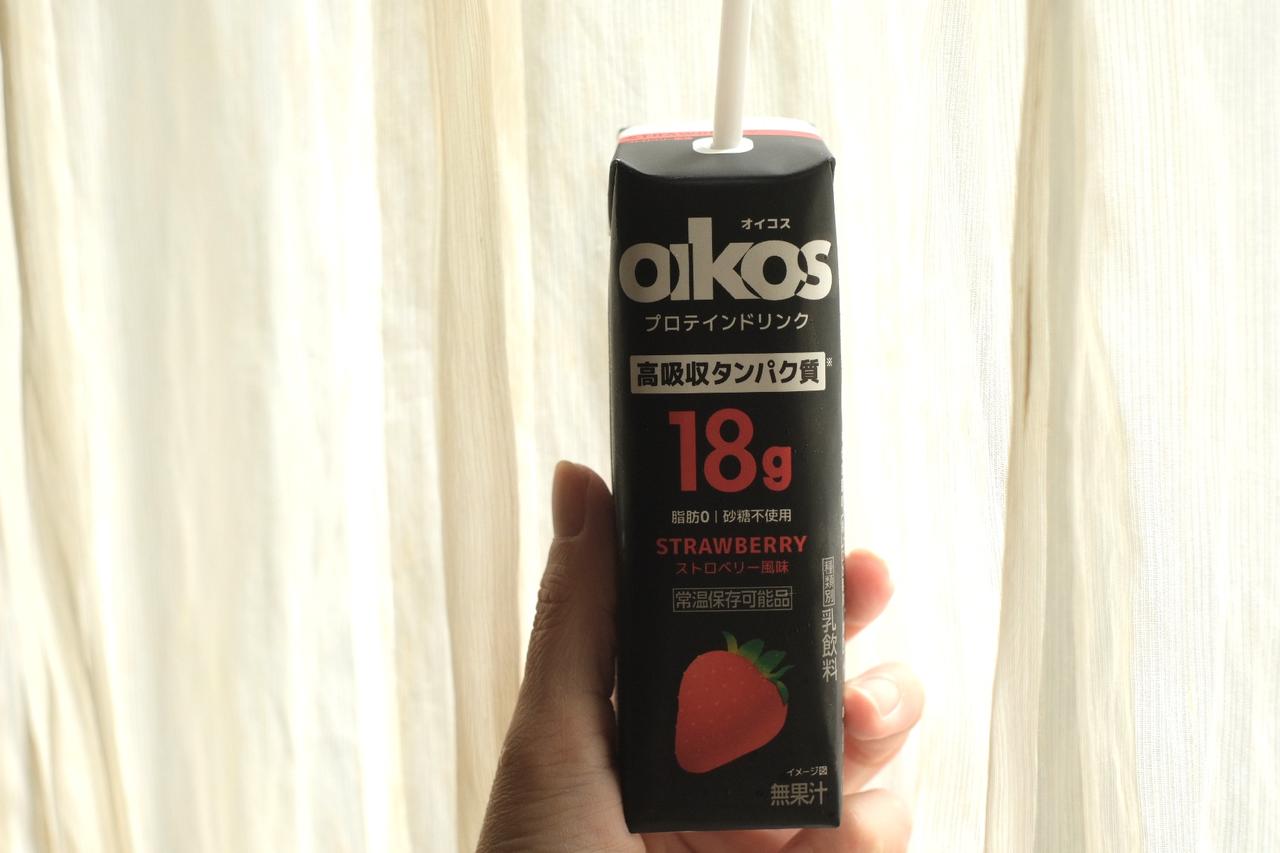 オイコス
oikos
プロテインドリンク
高吸収タンパク質※
18g
脂肪0|砂糖不使用
STRAWBERRY
ストロベリー風味
常温保存可能品
種類別 乳飲料
イメージ図
無果汁